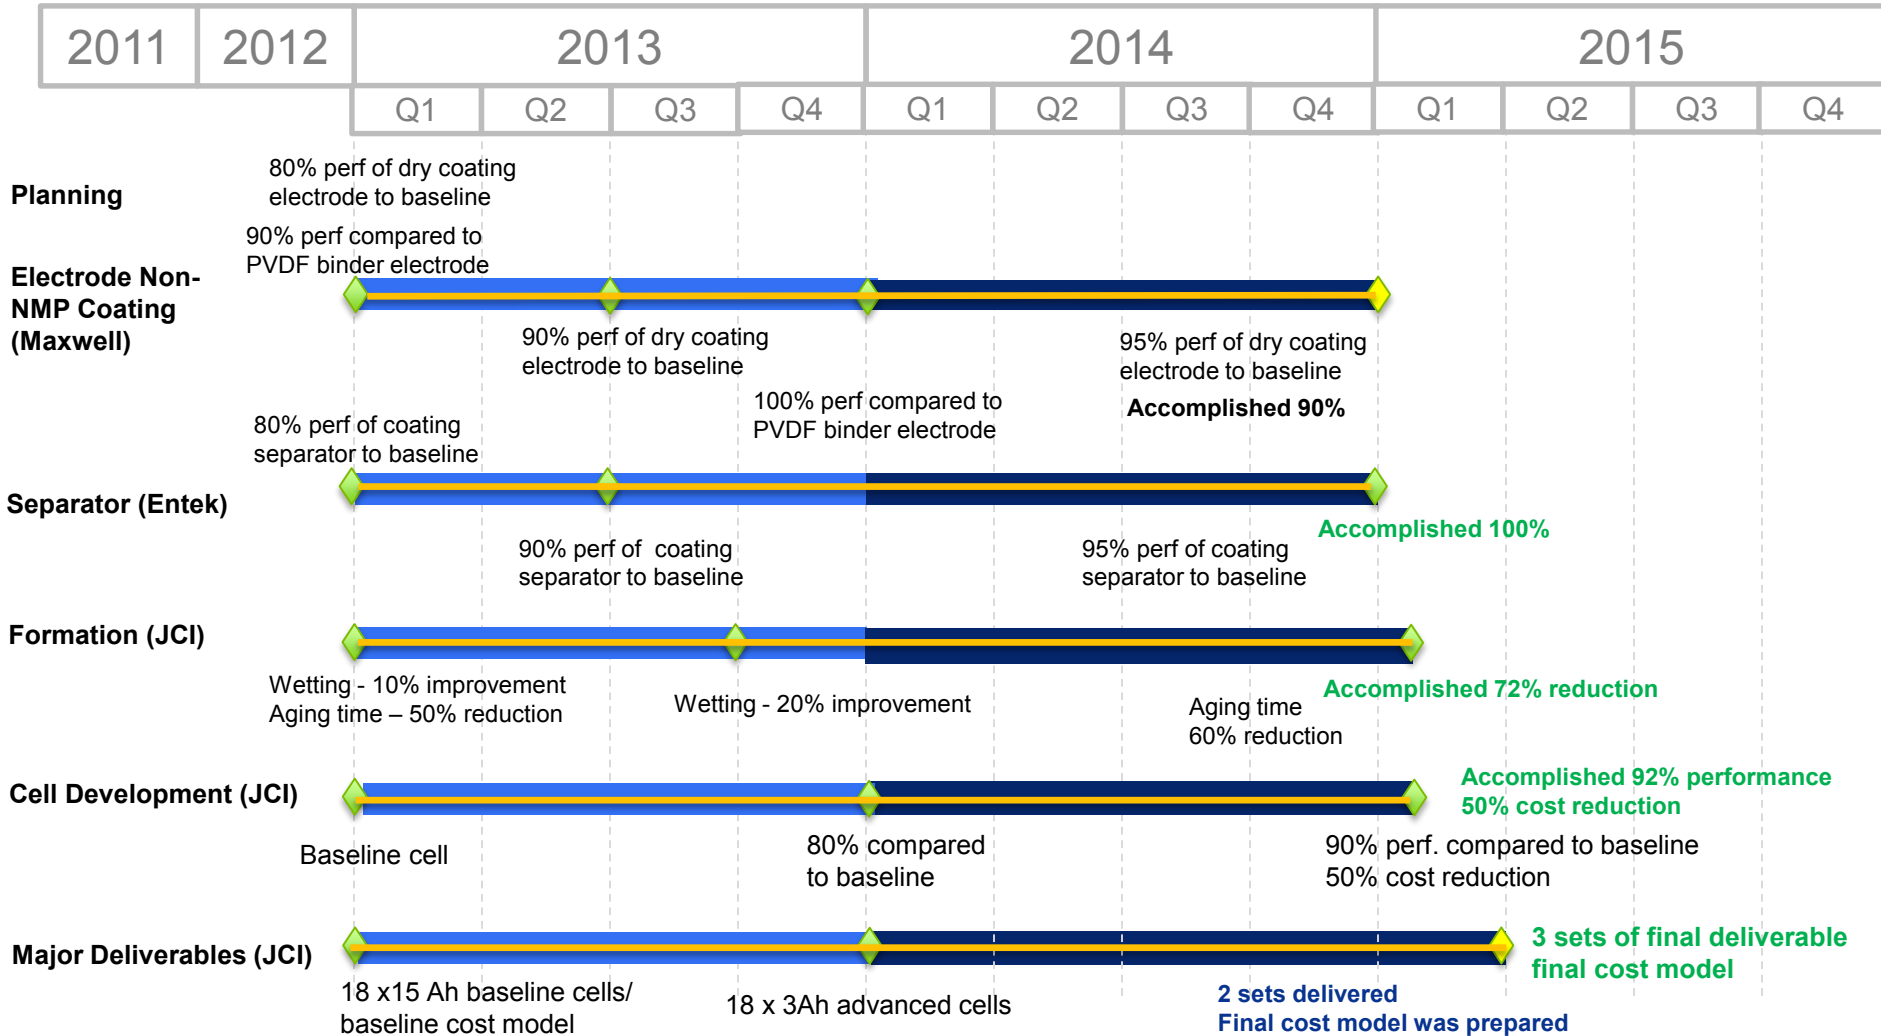 2011 2012 2013 2014 2015
Q1 Q2 Q3 Q4 Q1 Q2 Q3 Q4 Q1 Q2 Q3 Q4
Planning
80% perf of dry coating
electrode to baseline
90% perf compared to
PVDF binder electrode
Electrode Non-
NMP Coating
(Maxwell)
90% perf of dry coating
electrode to baseline
95% perf of dry coating
electrode to baseline
Accomplished 90%
100% perf compared to
PVDF binder electrode
80% perf of coating
separator to baseline
Separator (Entek)
Accomplished 100%
90% perf of  coating
separator to baseline
95% perf of coating
separator to baseline
Formation (JCI)
Wetting - 10% improvement
Aging time – 50% reduction
Wetting - 20% improvement
Accomplished 72% reduction
Aging time
60% reduction
Cell Development (JCI)
Accomplished 92% performance
50% cost reduction
Baseline cell
80% compared
to baseline
90% perf. compared to baseline
50% cost reduction
Major Deliverables (JCI)
3 sets of final deliverable
final cost model
18 x15 Ah baseline cells/
baseline cost model
18 x 3Ah advanced cells
2 sets delivered
Final cost model was prepared